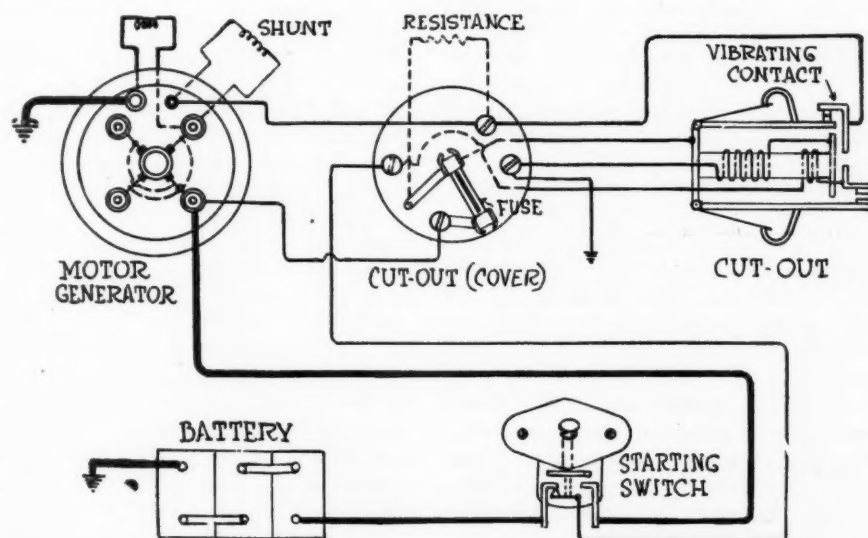 SHUNT
RESISTANCE
VIBRATING
CONTACT
FUSE
MOTOR
GENERATOR
CUT-OUT (COVER)
CUT-OUT
BATTERY
STARTING
SWITCH